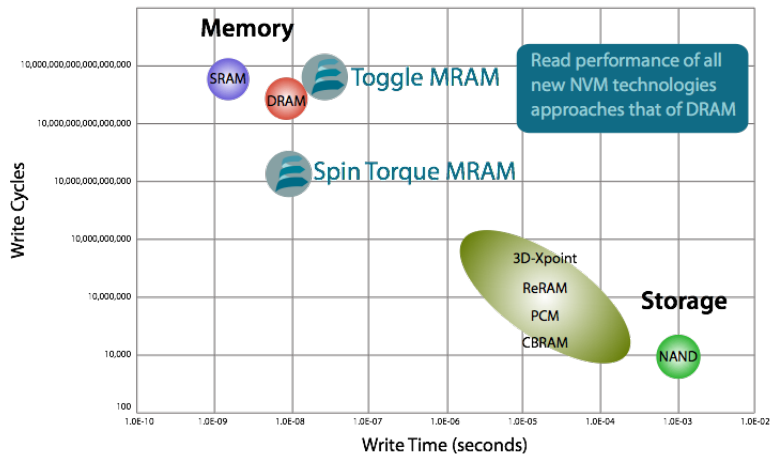 Memory
10,000,000,000,000,000
SRAM
Toggle MRAM
DRAM
Read performance of all
new NVM technologies
approaches that of DRAM
10,000,000,000,000
10,000,000,000,000
Spin Torque MRAM
Write Cycles
10,000,000,000
3D-Xpoint
10,000,000
ReRAM
Storage
PCM
CBRAM
10,000
NAND
100
1.0E-10 1.0E-09 1.0E-08 1.0E-07 1.0E-06 1.0E-05 1.0E-04 1.0E-03 1.0E-02
Write Time (seconds)